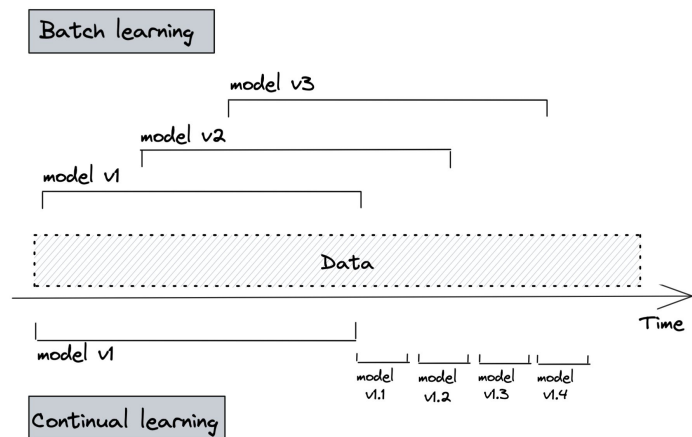 Batch learning
model v3
model v2
model v1
Data
Time
model v1
model v1.1
model v1.2
model v1.3
model v1.4
Continual learning